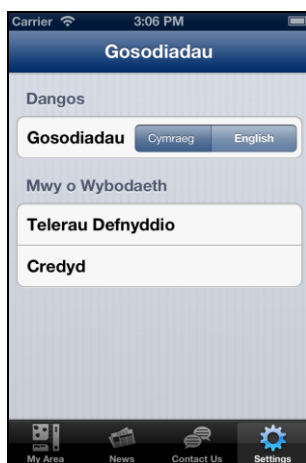 Carrier 3:06 PM
Gosodiadau
Dangos
Gosodiadau Cymraeg English
Mwy o Wybodaeth
Telerau Defnyddio
Credyd
My Area News Contact Us Settings